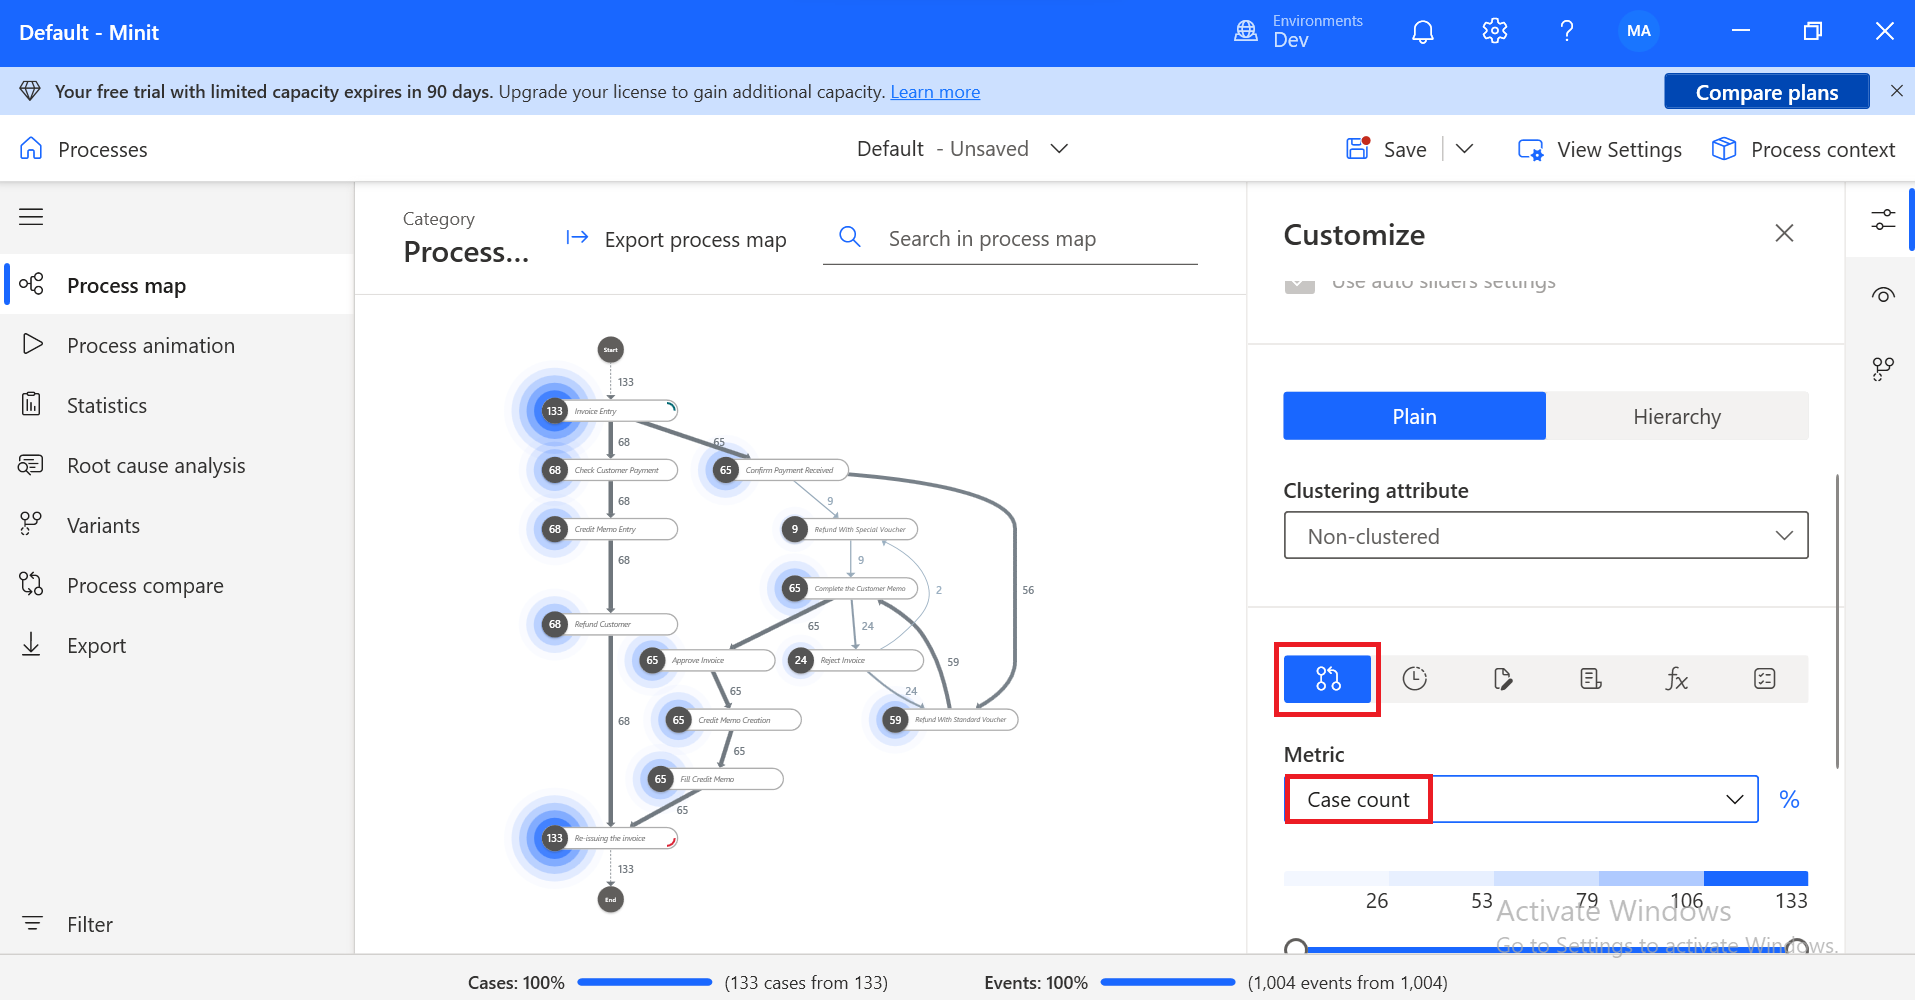 Default - Minit
Environments
Dev
MA
Your free trial with limited capacity expires in 90 days. Upgrade your license to gain additional capacity. Learn more
Compare plans
Processes
Default - Unsaved
Save
View Settings
Process context
Category
Process...
Export process map
Search in process map
Customize
Use auto sliders settings
Process map
Process animation
Statistics
Root cause analysis
Variants
Process compare
Export
Filter
Start
133
133 Invoice Entry
68
65
68 Check Customer Payment
65 Confirm Payment Received
68
9
68 Credit Memo Entry
9 Refund With Special Voucher
68
9
65 Complete the Customer Memo
2
56
68 Refund Customer
65
24
65 Approve Invoice
24 Reject Invoice
59
65
24
68
65 Credit Memo Creation
59 Refund With Standard Voucher
65
65 Fill Credit Memo
65
133 Re-issuing the invoice
133
End
Plain
Hierarchy
Clustering attribute
Non-clustered
fx
Metric
Case count
%
26 53 79 106 133
Activate Windows
Go to Settings to activate Windows.
Cases: 100% (133 cases from 133)
Events: 100% (1,004 events from 1,004)